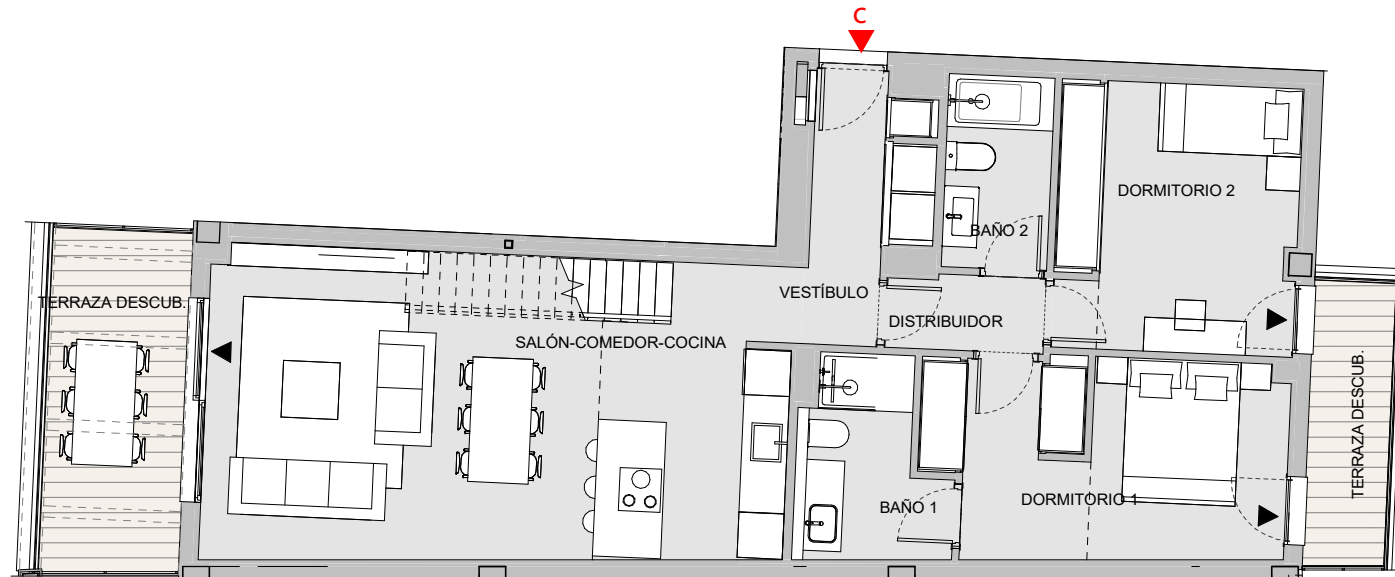 C
DORMITORIO 2
BAÑO 2
TERRAZA DESCUB.
VESTÍBULO
DISTRIBUIDOR
SALÓN-COMEDOR-COCINA
TERRAZA DESCUB.
DORMITORIO 1
BAÑO 1